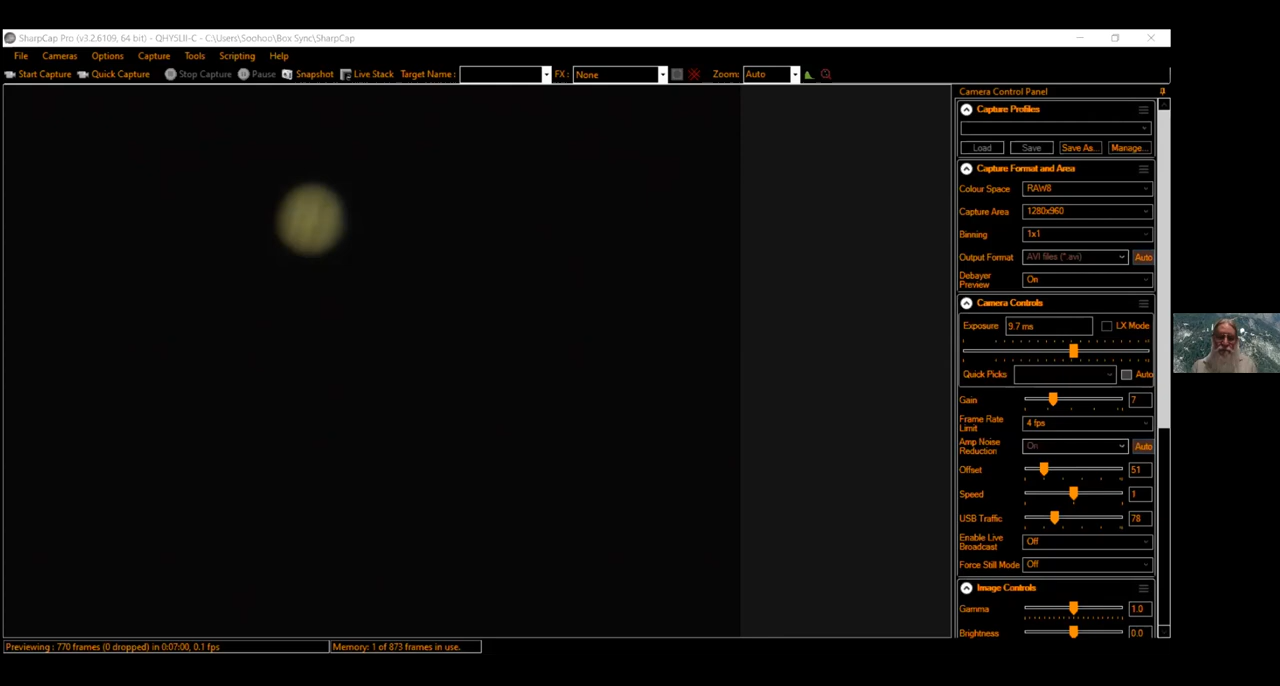 SharpCap Pro (v3.2.6109, 64 bit) - QHY5LII-C - C:\Users\Soohoo\Box Sync\SharpCap
File Cameras Options Capture Tools Scripting Help
Start Capture Quick Capture Stop Capture Pause Snapshot Live Stack Target Name : FX : None Zoom: Auto
Camera Control Panel
Capture Profiles
Load Save Save As... Manage...
Capture Format and Area
Colour Space RAW8
Capture Area 1280x960
Binning 1x1
Output Format AVI files (*.avi) Auto
Debayer
Preview On
Camera Controls
Exposure 9.7 ms LX Mode
Quick Picks Auto
Gain 7
Frame Rate
Limit 4 fps
Amp Noise
Reduction On Auto
Offset 51
Speed 1
USB Traffic 78
Enable Live
Broadcast Off
Force Still Mode Off
Image Controls
Gamma 1.0
Brightness 0.0
Previewing : 770 frames (0 dropped) in 0:07:00, 0.1 fps Memory: 1 of 873 frames in use.